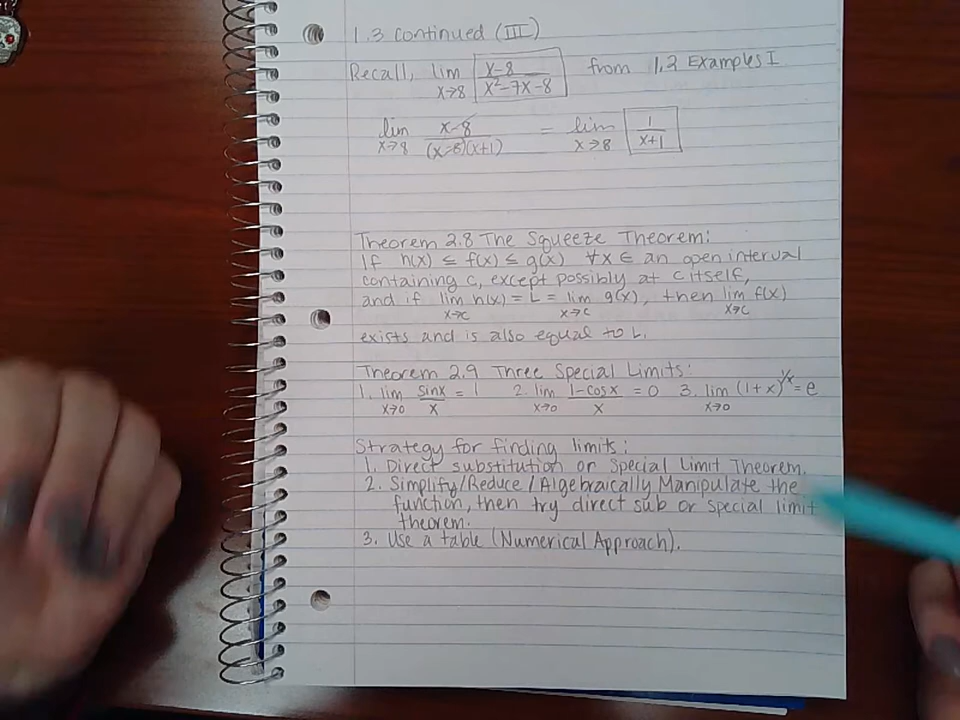 1.3 continued (III)
Recall, lim x→8 x-8/x²-7x-8 from 1.2 Examples I
lim x→8 x-8/(x-8)(x+1) = lim x→8 1/x+1
Theorem 2.8 The Squeeze Theorem:
If h(x) ≤ f(x) ≤ g(x) ∀x ∈ an open interval
containing c, except possibly at c itself,
and if lim x→c h(x) = L = lim x→c g(x), then lim x→c f(x)
exists and is also equal to L.
Theorem 2.9 Three Special Limits:
1. lim x→0 sinx/x = 1 2. lim x→0 1-cosx/x = 0 3. lim x→0 (1+x)^1/x = e
Strategy for finding limits:
1. Direct substitution or Special Limit Theorem.
2. Simplify/Reduce/Algebraically Manipulate the
function, then try direct sub or special limit
theorem.
3. Use a table (Numerical Approach).